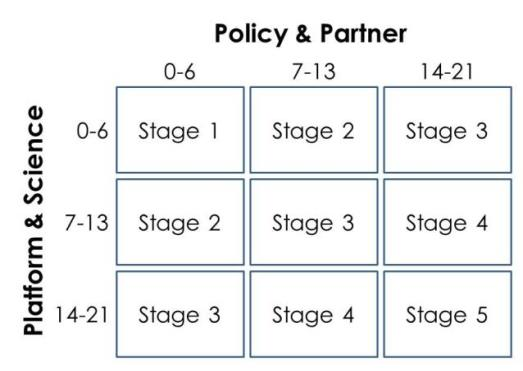 Policy & Partner
0-6 7-13 14-21
Platform & Science
0-6 Stage 1 Stage 2 Stage 3
7-13 Stage 2 Stage 3 Stage 4
14-21 Stage 3 Stage 4 Stage 5